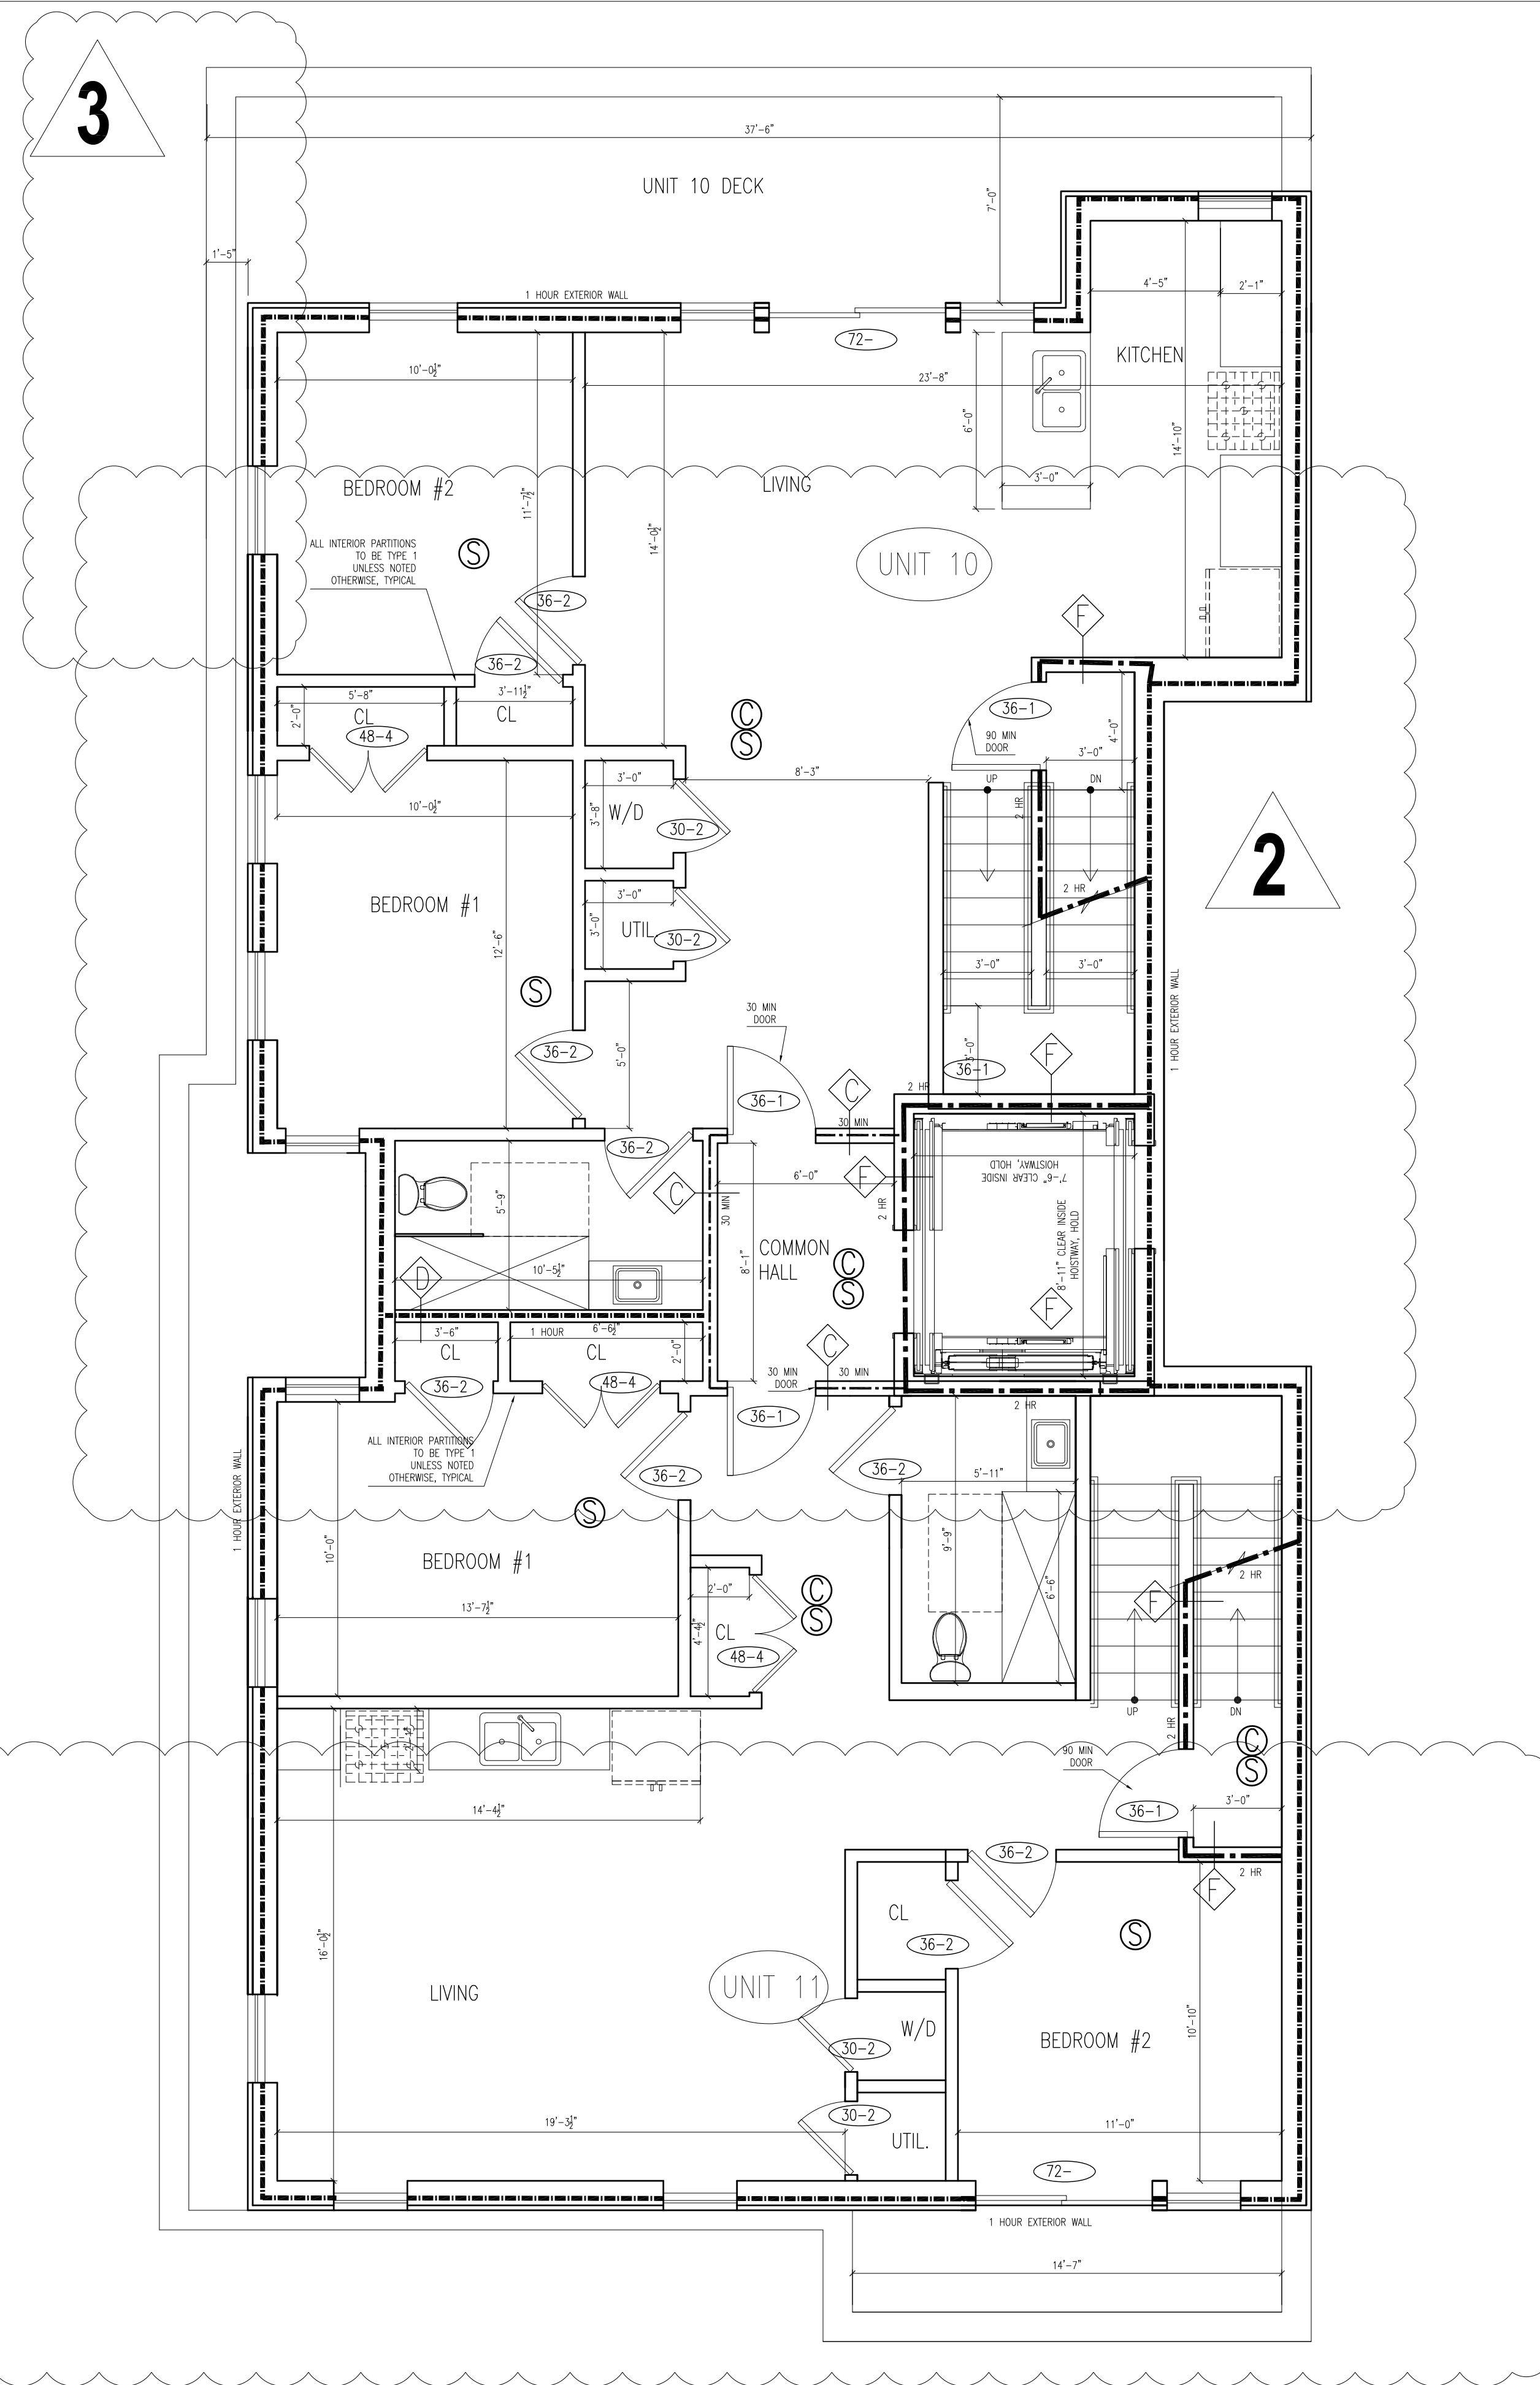 3
37'-6"
UNIT 10 DECK
7'-0"
1'-5"
1 HOUR EXTERIOR WALL
4'-5"
2'-1"
72-
KITCHEN
10'-0½"
23'-8"
6'-0"
14'-10"
BEDROOM #2
LIVING
3'-0"
11'-7½"
14'-0½"
ALL INTERIOR PARTITIONS
TO BE TYPE 1
UNLESS NOTED
OTHERWISE, TYPICAL
S
UNIT 10
36-2
F
36-2
5'-8"
3'-11½"
2'-0"
CL
CL
48-4
C
S
36-1
90 MIN
DOOR
4'-0"
3'-0"
8'-3"
UP
DN
2 HR
3'-0"
3'-8"
W/D
30-2
10'-0½"
2
2 HR
3'-0"
BEDROOM #1
3'-0"
UTIL.
30-2
12'-6"
3'-0"
3'-0"
S
1 HOUR EXTERIOR WALL
30 MIN
DOOR
36-2
5'-0"
F
36-1
36-1
C
2 HR
30 MIN
36-2
5'-9"
C
30 MIN
6'-0"
F
2 HR
7'-6" CLEAR INSIDE
HOISTWAY, HOLD
8'-11" CLEAR INSIDE
HOISTWAY, HOLD
COMMON
HALL
C
S
8'-1"
10'-5½"
D
F
3'-6"
1 HOUR
6'-6½"
2'-0"
CL
CL
C
36-2
48-4
30 MIN
DOOR
30 MIN
36-1
2 HR
ALL INTERIOR PARTITIONS
TO BE TYPE 1
UNLESS NOTED
OTHERWISE, TYPICAL
36-2
36-2
5'-11"
1 HOUR EXTERIOR WALL
S
10'-0"
BEDROOM #1
9'-9"
6'-6"
2 HR
F
13'-7½"
2'-0"
C
S
4'-4½"
CL
48-4
UP
DN
2 HR
C
S
90 MIN
DOOR
14'-4½"
36-1
3'-0"
36-2
2 HR
F
CL
S
36-2
16'-0½"
LIVING
UNIT 11
W/D
30-2
BEDROOM #2
10'-10"
30-2
19'-3½"
UTIL.
11'-0"
72-
1 HOUR EXTERIOR WALL
14'-7"